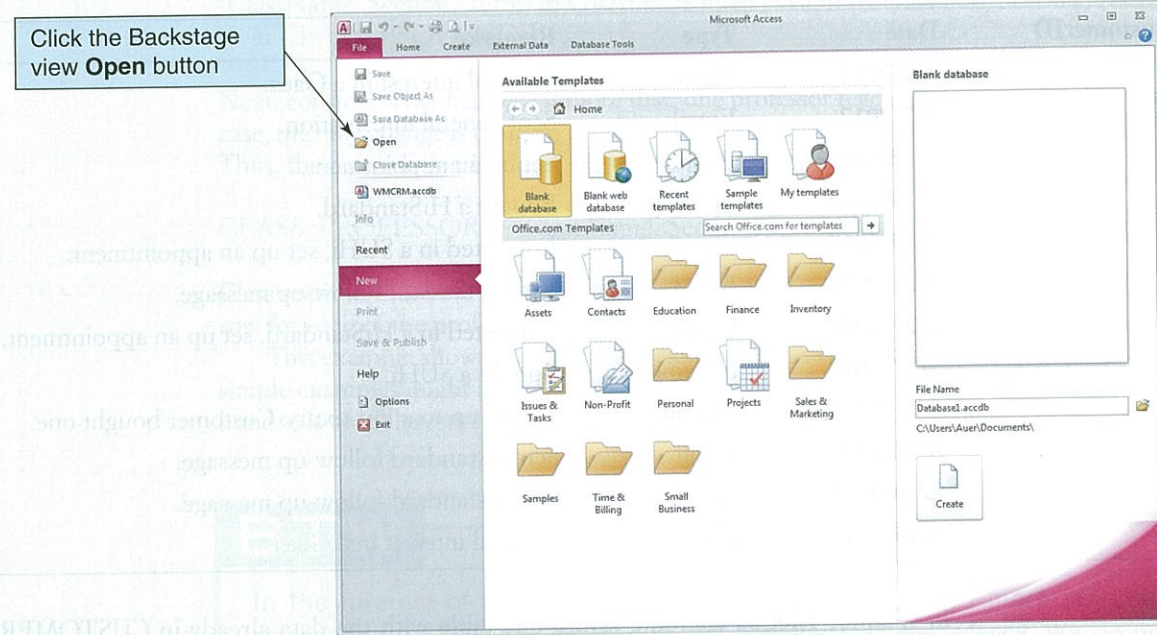 Click the Backstage
view Open button
Microsoft Access
File Home Create External Data Database Tools
Save
Save Object As
Save Database As
Open
Close Database
WMCRM.accdb
Info
Recent
New
Print
Save & Publish
Help
Options
Exit
Available Templates
Home
Blank
database
Blank web
database
Recent
templates
Sample
templates
My templates
Office.com Templates
Search Office.com for templates
Assets
Contacts
Education
Finance
Inventory
Issues &
Tasks
Non-Profit
Personal
Projects
Sales &
Marketing
Samples
Time &
Billing
Small
Business
Blank database
File Name
Database1.accdb
C:\Users\Auer\Documents\
Create